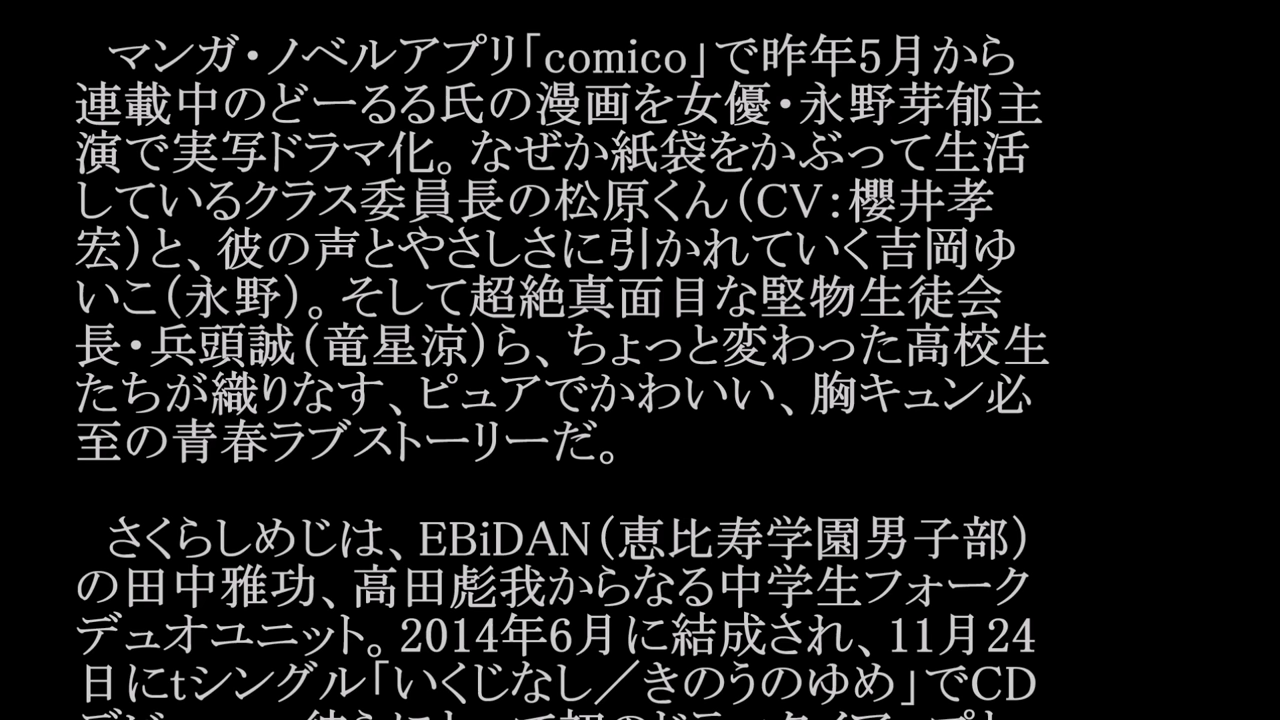 マンガ・ノベルアプリ「comico」で昨年5月から
連載中のどーるる氏の漫画を女優・永野芽郁主
演で実写ドラマ化。なぜか紙袋をかぶって生活
しているクラス委員長の松原くん(CV:櫻井孝
宏)と、彼の声とやさしさに引かれていく吉岡ゆ
いこ(永野)。そして超絶真面目な堅物生徒会
長・兵頭誠(竜星涼)ら、ちょっと変わった高校生
たちが織りなす、ピュアでかわいい、胸キュン必
至の青春ラブストーリーだ。
さくらしめじは、EBiDAN(恵比寿学園男子部)
の田中雅功、高田彪我からなる中学生フォーク
デュオユニット。2014年6月に結成され、11月24
日にtシングル「いくじなし／きのうのゆめ」でCD